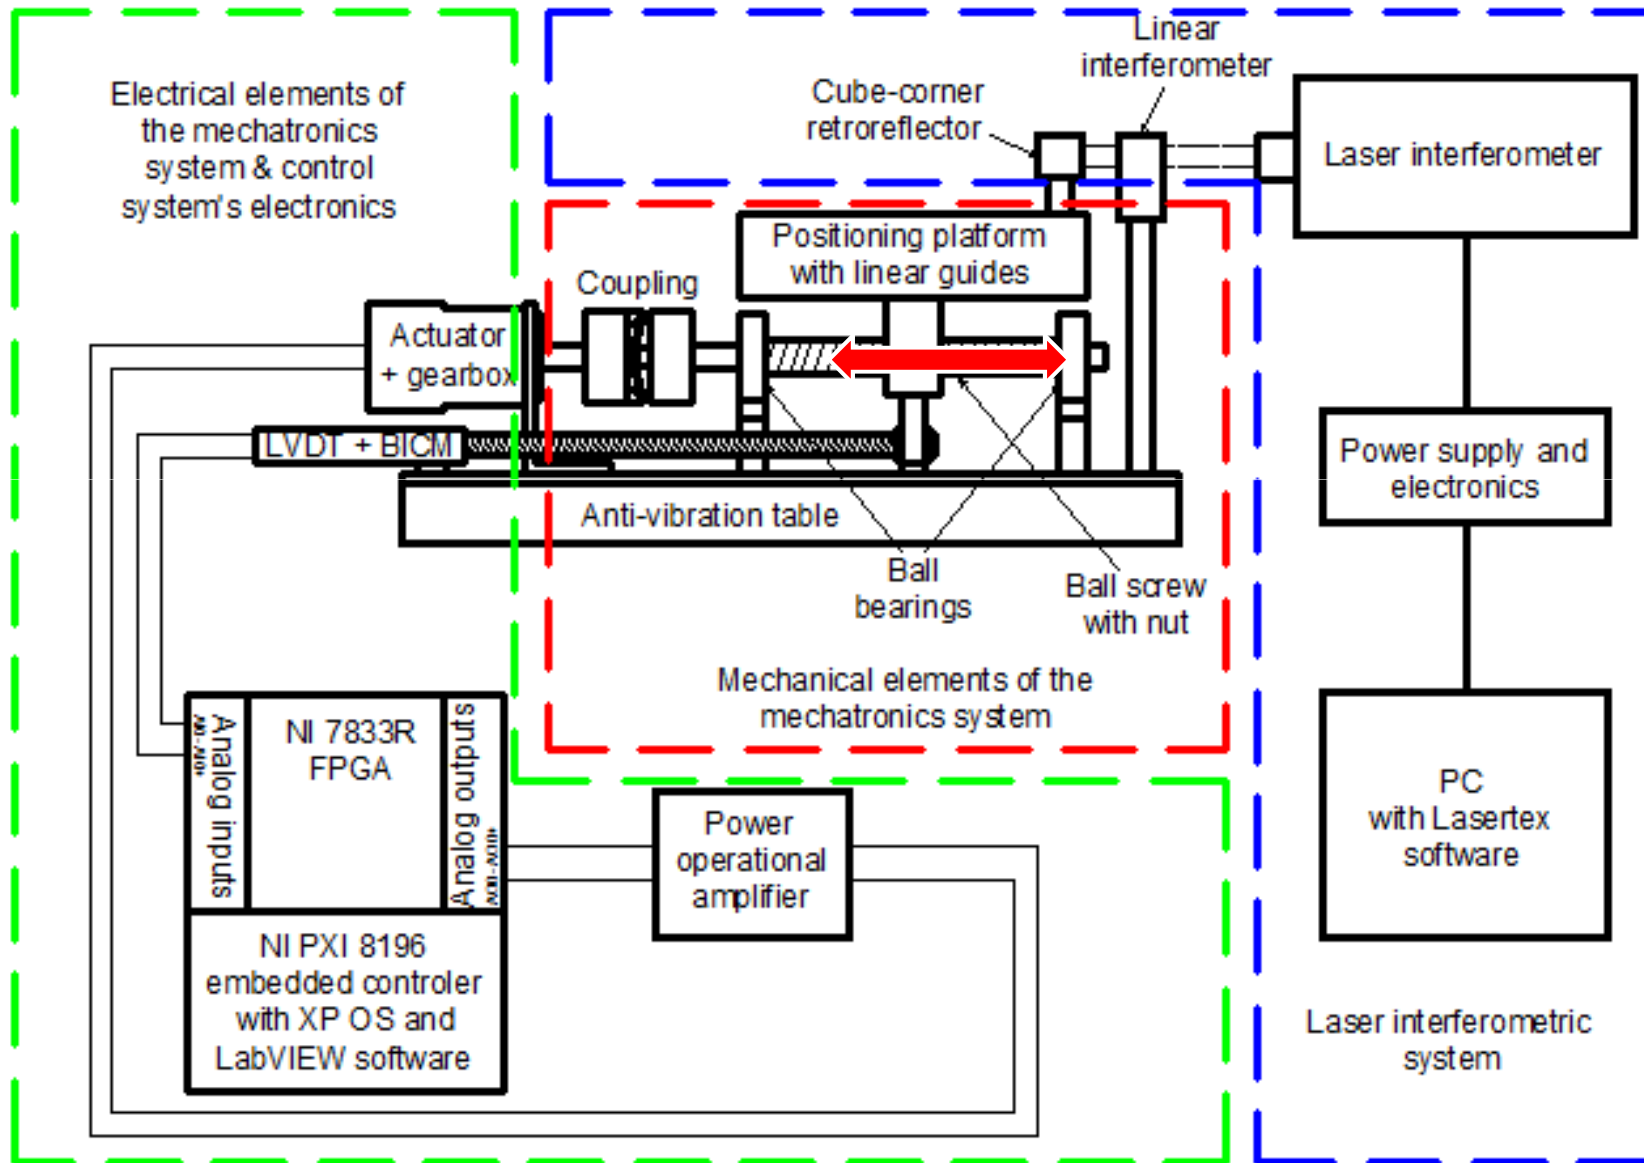 Electrical elements of
the mechatronics
system & control
system's electronics
Linear
interferometer
Cube-corner
retroreflector
Laser interferometer
Positioning platform
with linear guides
Coupling
Actuator
+ gearbox
LVDT + BICM
Anti-vibration table
Ball
bearings
Ball screw
with nut
Power supply and
electronics
Mechanical elements of the
mechatronics system
Analog inputs
NI 7833R
FPGA
Analog outputs
Power
operational
amplifier
PC
with Lasertex
software
NI PXI 8196
embedded controler
with XP OS and
LabVIEW software
Laser interferometric
system